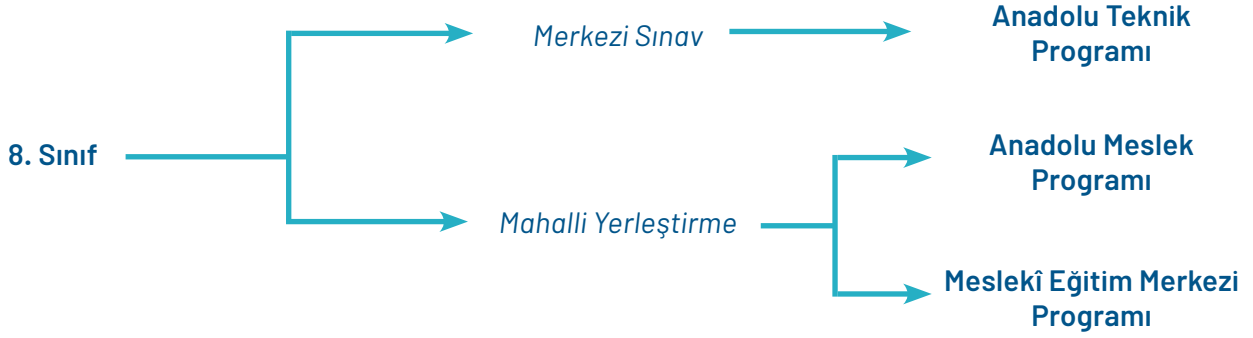 8. Sınıf
Merkezi Sınav
Anadolu Teknik
Programı
Mahalli Yerleştirme
Anadolu Meslek
Programı
Meslekî Eğitim Merkezi
Programı